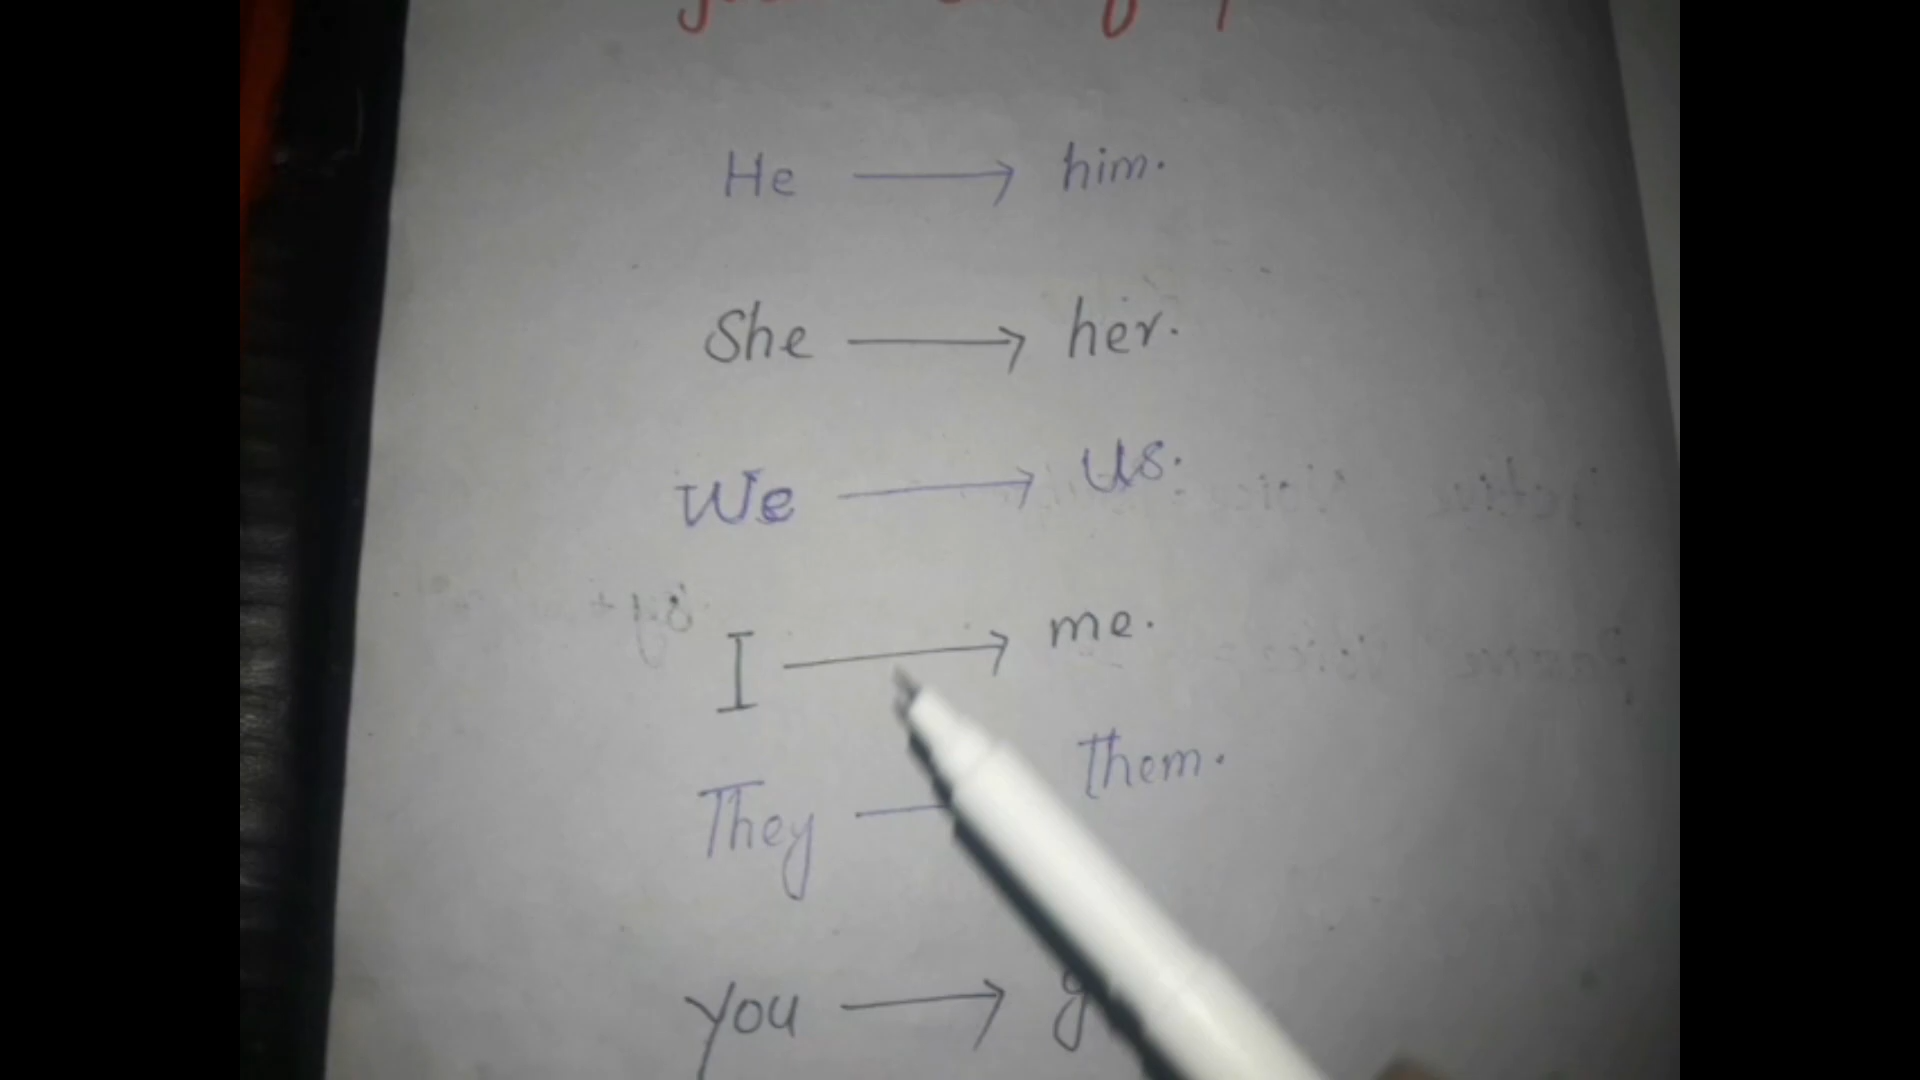 He → him.
She → her.
We → us.
I → me.
They — Them.
You →